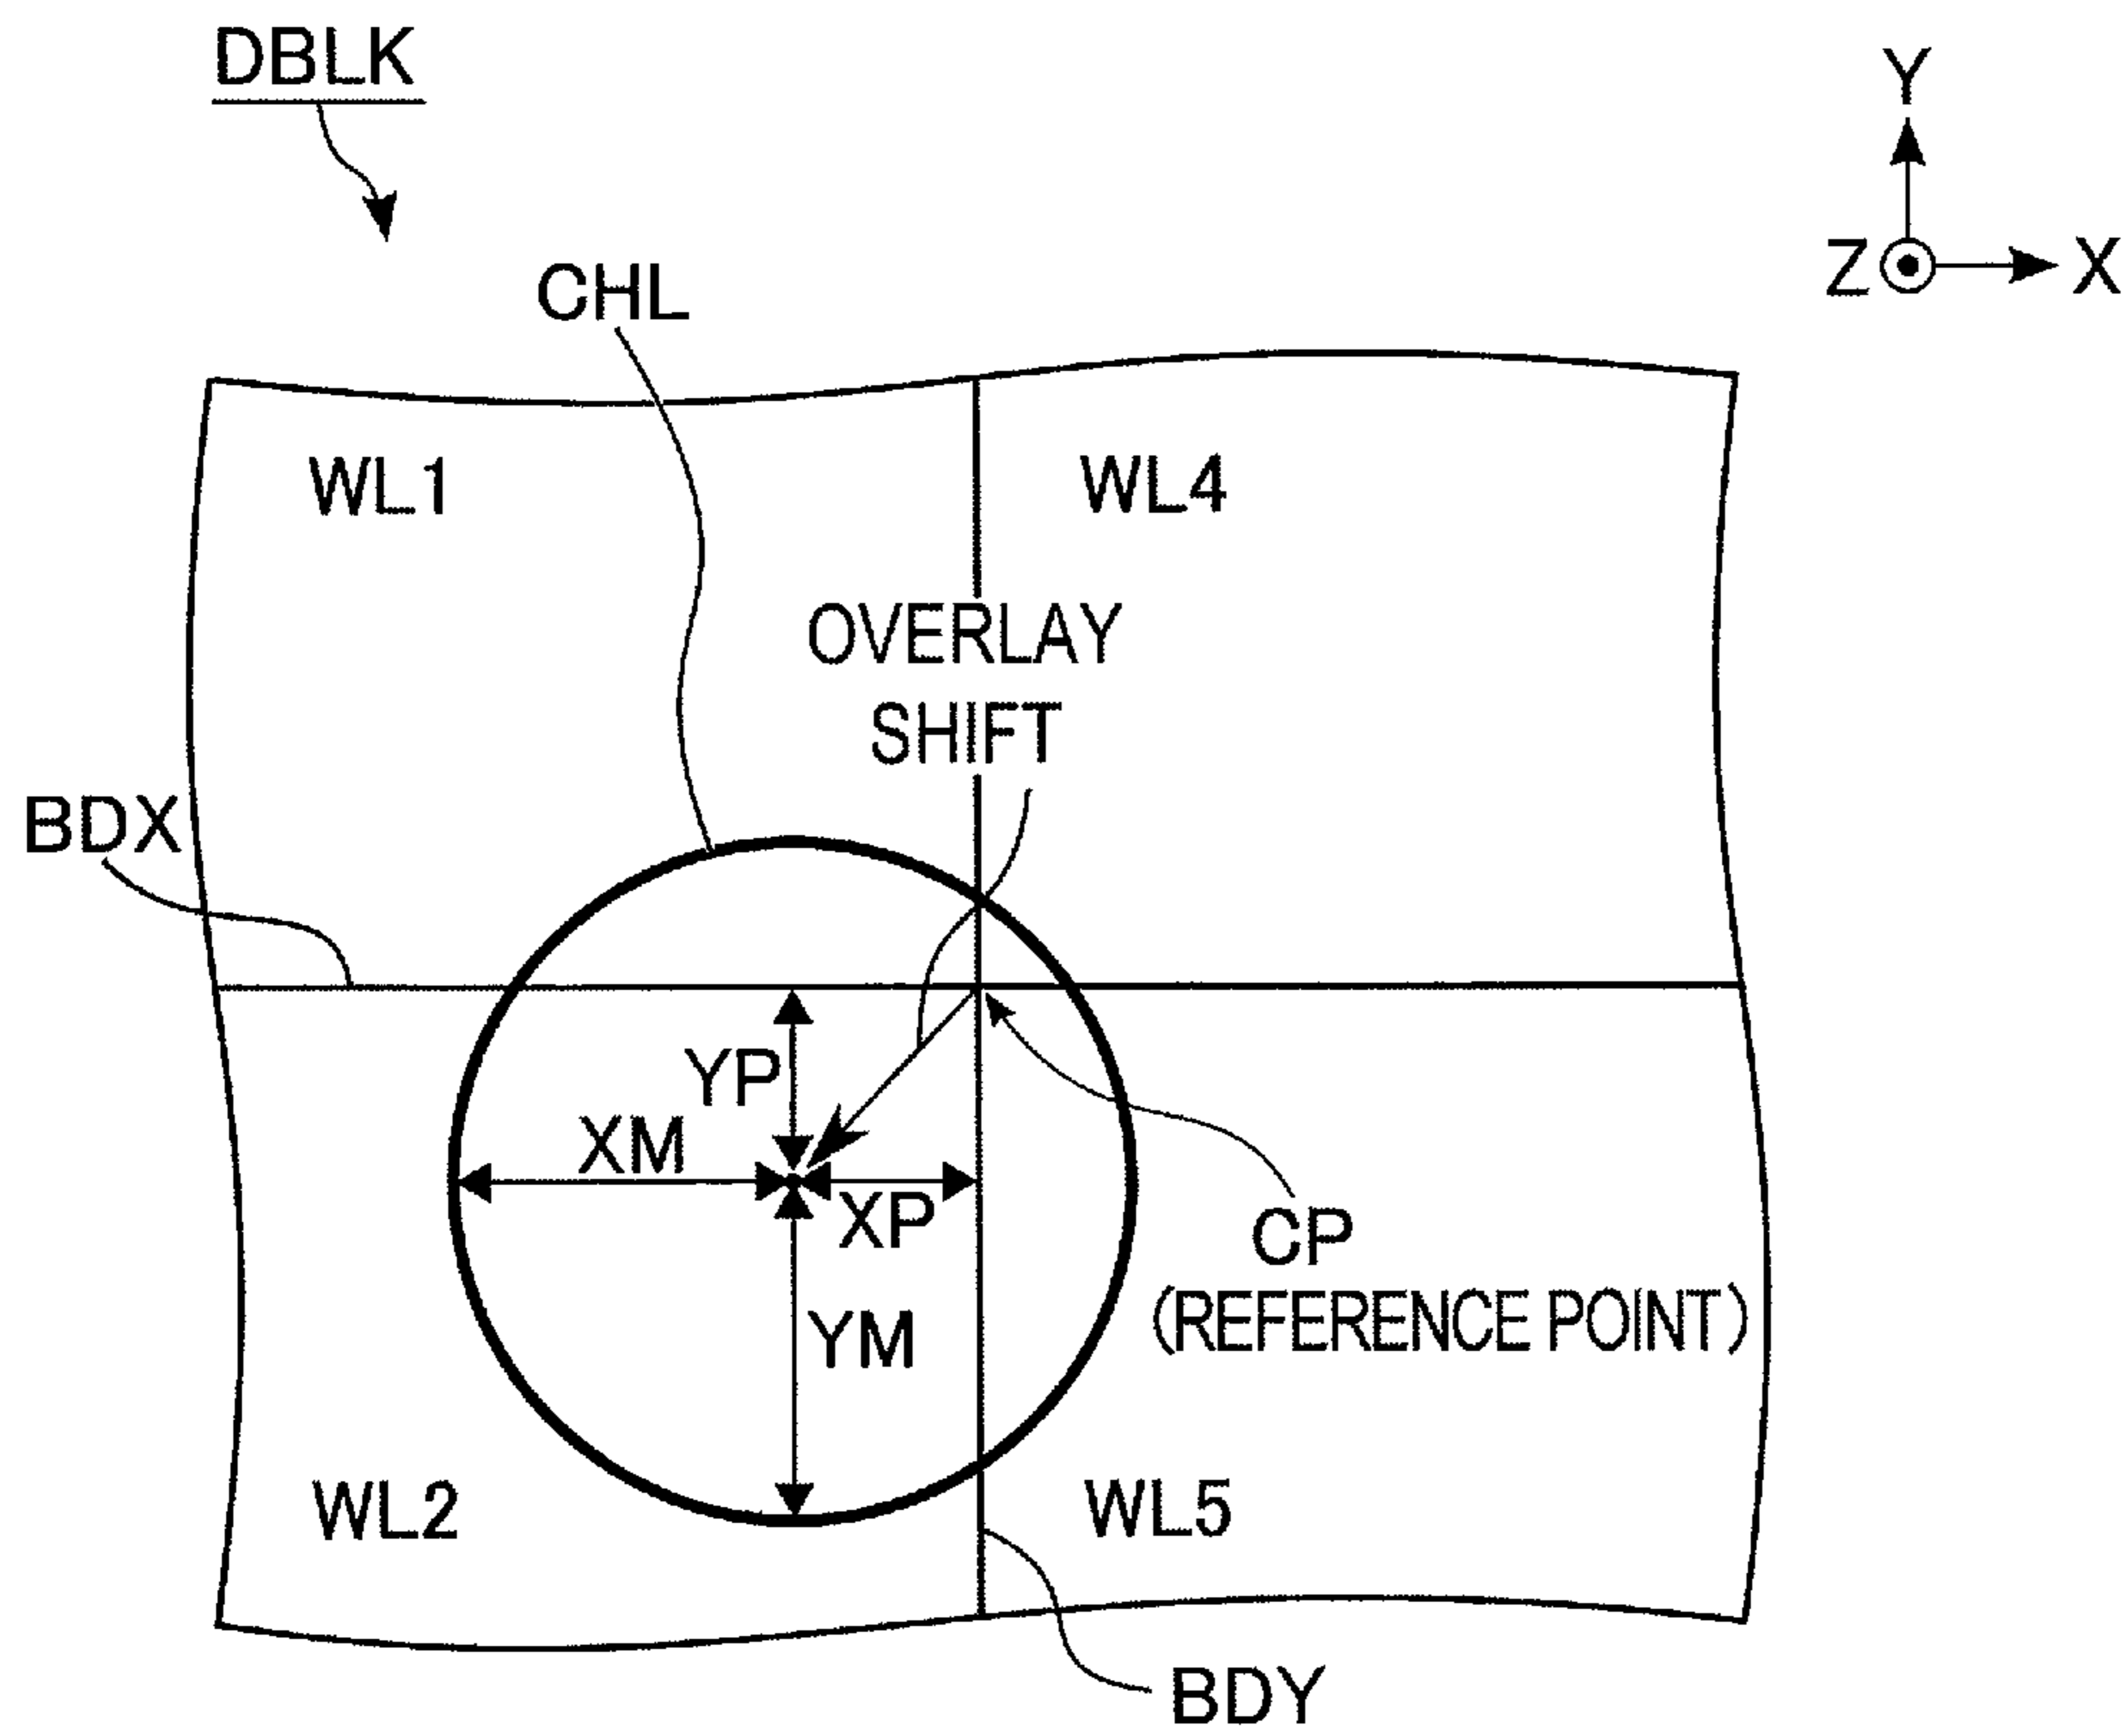 DBLK
Y
Z X
CHL
WL1 WL4
OVERLAY
SHIFT
BDX
YP
XM
XP
CP
(REFERENCE POINT)
YM
WL2 WL5
BDY